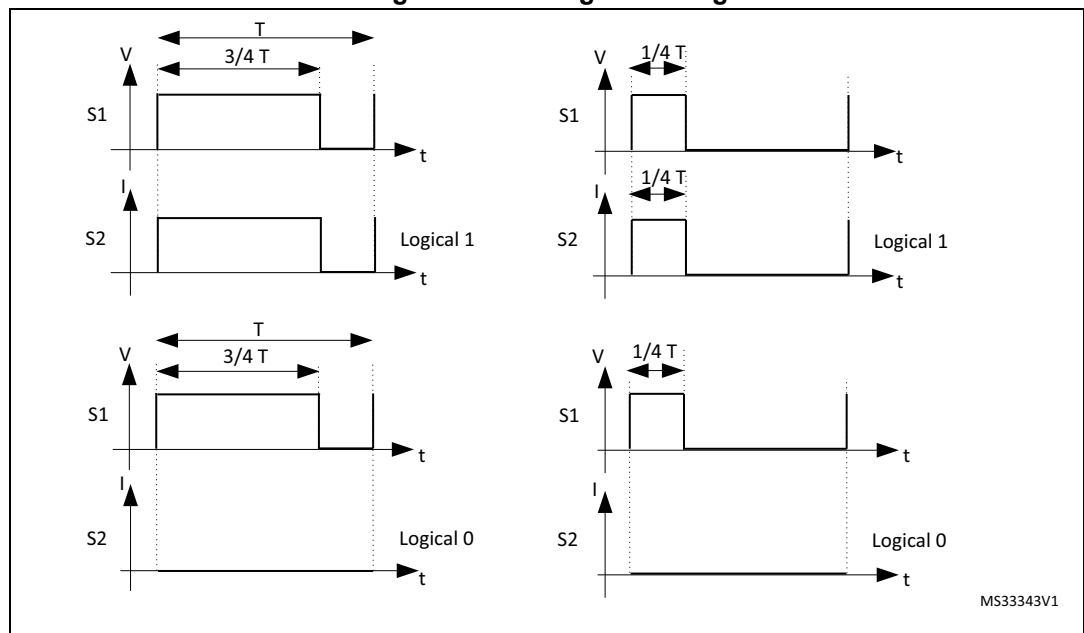 T
3/4 T
V
S1
t
I
S2
Logical 1
t
1/4 T
V
S1
t
1/4 T
I
S2
Logical 1
t
T
3/4 T
V
S1
t
I
S2
Logical 0
t
1/4 T
V
S1
t
I
S2
Logical 0
t
MS33343V1